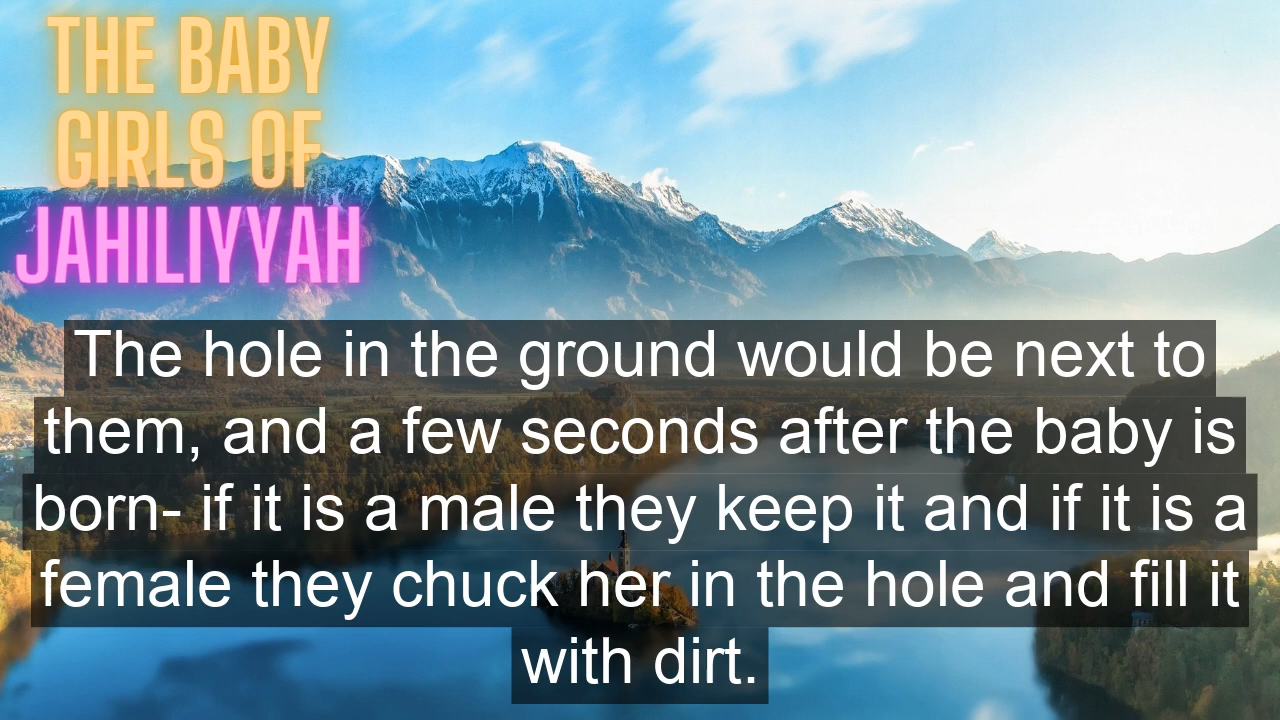 THE BABY
GIRLS OF
JAHILIYYAH
The hole in the ground would be next to
them, and a few seconds after the baby is
born- if it is a male they keep it and if it is a
female they chuck her in the hole and fill it
with dirt.